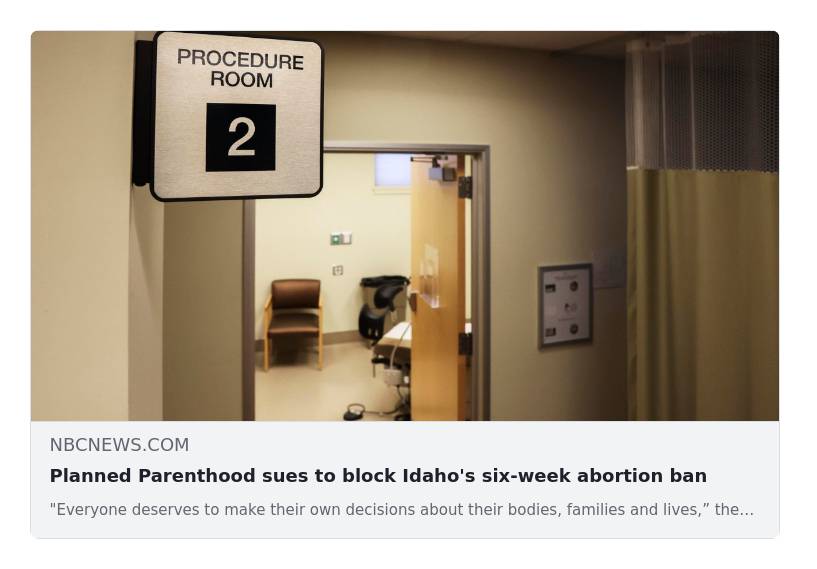 PROCEDURE
ROOM
2
NBCNEWS.COM
Planned Parenthood sues to block Idaho's six-week abortion ban
"Everyone deserves to make their own decisions about their bodies, families and lives,” the...